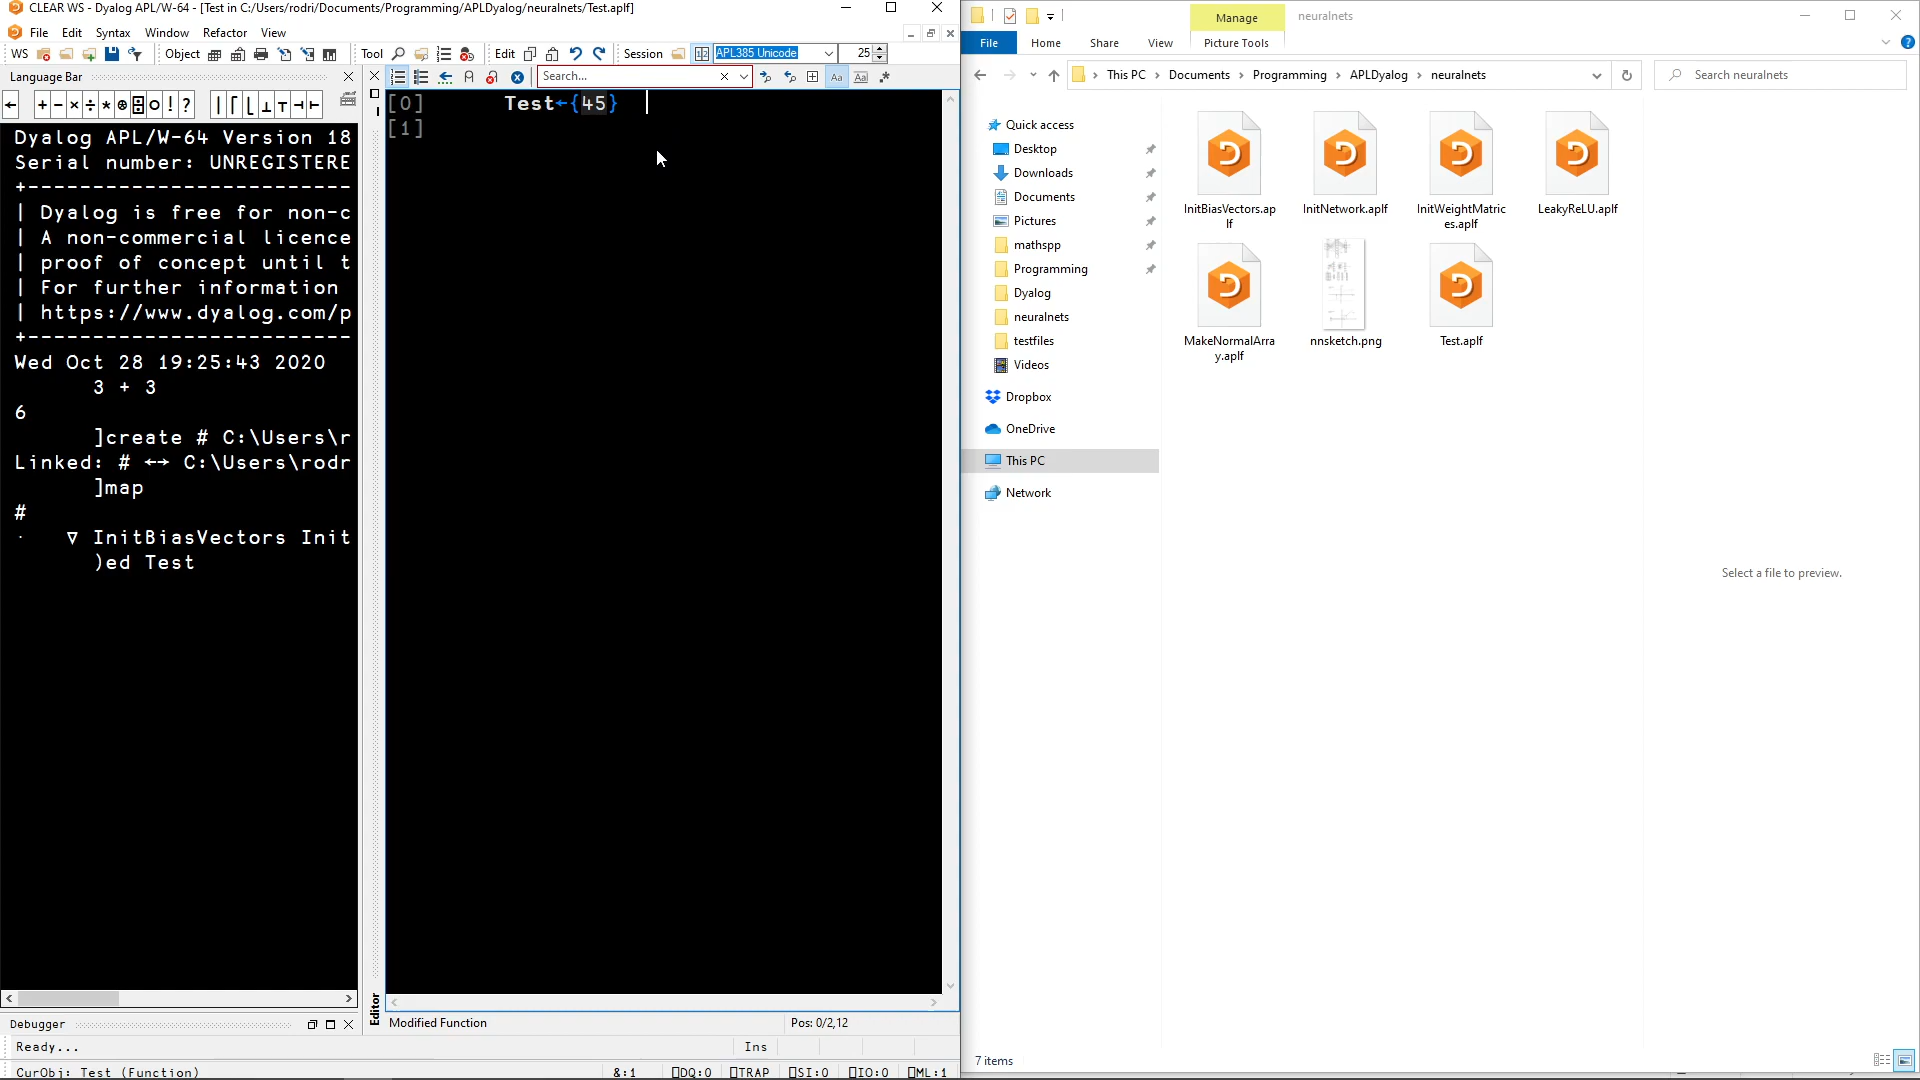 CLEAR WS - Dyalog APL/W-64 - [Test in C:/Users/rodri/Documents/Programming/APLDyalog/neuralnets/Test.aplf]
File Edit Syntax Window Refactor View
WS Object Tool Edit Session APL385 Unicode 25
Language Bar
Search...
← + - × ÷ * ⍟ ⌹ ○ ! ? | ⌈ ⌊ ⊥ ⊤ ⊣ ⊢
Dyalog APL/W-64 Version 18
Serial number: UNREGISTERE
+--------------------------
| Dyalog is free for non-c
| A non-commercial licence
| proof of concept until t
| For further information
| https://www.dyalog.com/p
+--------------------------
Wed Oct 28 19:25:43 2020
3 + 3
6
]create # C:\Users\r
Linked: # ←→ C:\Users\rodr
]map
#
· ∇ InitBiasVectors Init
)ed Test
[0] Test←{45}
[1]
Editor
Modified Function
Pos: 0/2,12
Debugger
Ready...
Ins
CurObj: Test (Function)
&:1 ⎕DQ:0 ⎕TRAP ⎕SI:0 ⎕IO:0 ⎕ML:1
Manage
neuralnets
File Home Share View Picture Tools
This PC > Documents > Programming > APLDyalog > neuralnets
Search neuralnets
Quick access
Desktop
Downloads
Documents
Pictures
mathspp
Programming
Dyalog
neuralnets
testfiles
Videos
Dropbox
OneDrive
This PC
Network
InitBiasVectors.ap
lf
InitNetwork.aplf
InitWeightMatric
es.aplf
LeakyReLU.aplf
MakeNormalArra
y.aplf
nnsketch.png
Test.aplf
Select a file to preview.
7 items